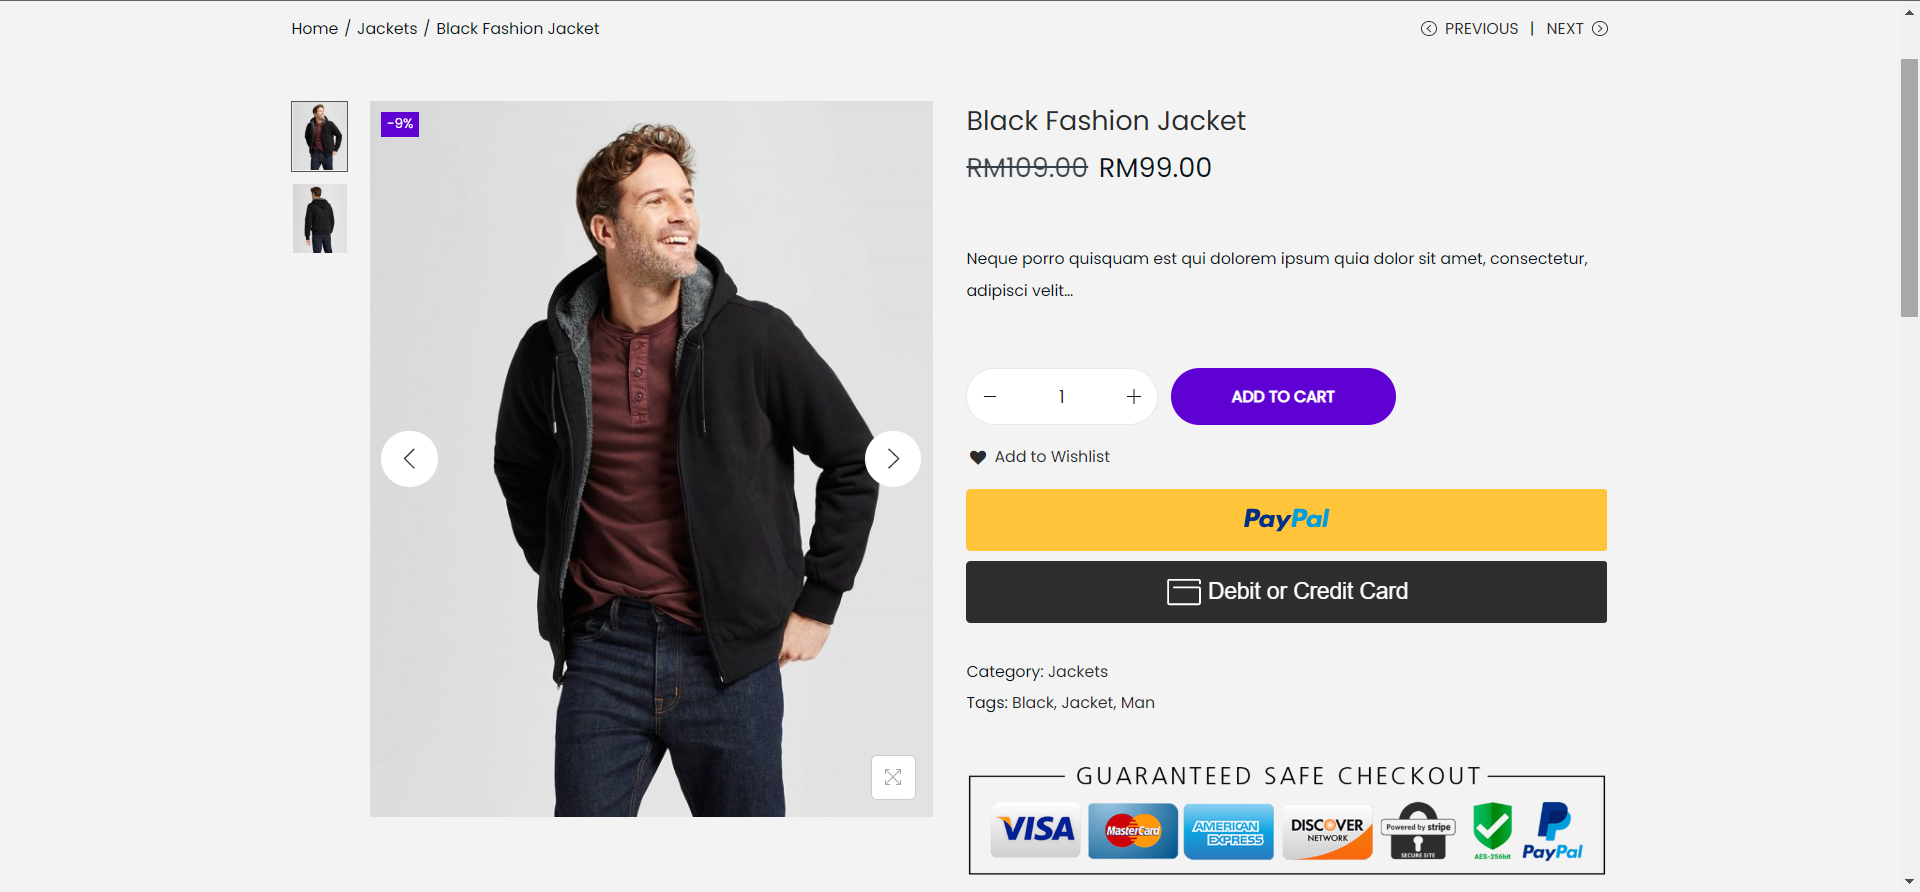 Home / Jackets / Black Fashion Jacket
PREVIOUS | NEXT
-9%
Black Fashion Jacket
RM109.00 RM99.00
Neque porro quisquam est qui dolorem ipsum quia dolor sit amet, consectetur,
adipisci velit...
1
ADD TO CART
Add to Wishlist
PayPal
Debit or Credit Card
Category: Jackets
Tags: Black, Jacket, Man
GUARANTEED SAFE CHECKOUT
VISA
MasterCard
AMERICAN
EXPRESS
DISCOVER
NETWORK
Powered by stripe
SECURE SITE
AES-256bit
PayPal